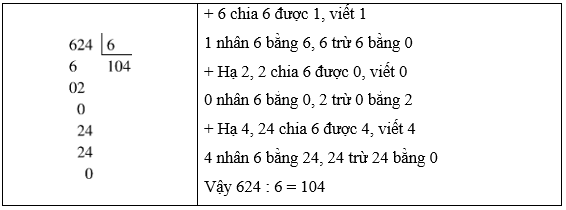 624 6
6 104
02
0
24
24
0
+ 6 chia 6 được 1, viết 1
1 nhân 6 bằng 6, 6 trừ 6 bằng 0
+ Hạ 2, 2 chia 6 được 0, viết 0
0 nhân 6 bằng 0, 2 trừ 0 bằng 2
+ Hạ 4, 24 chia 6 được 4, viết 4
4 nhân 6 bằng 24, 24 trừ 24 bằng 0
Vậy 624 : 6 = 104